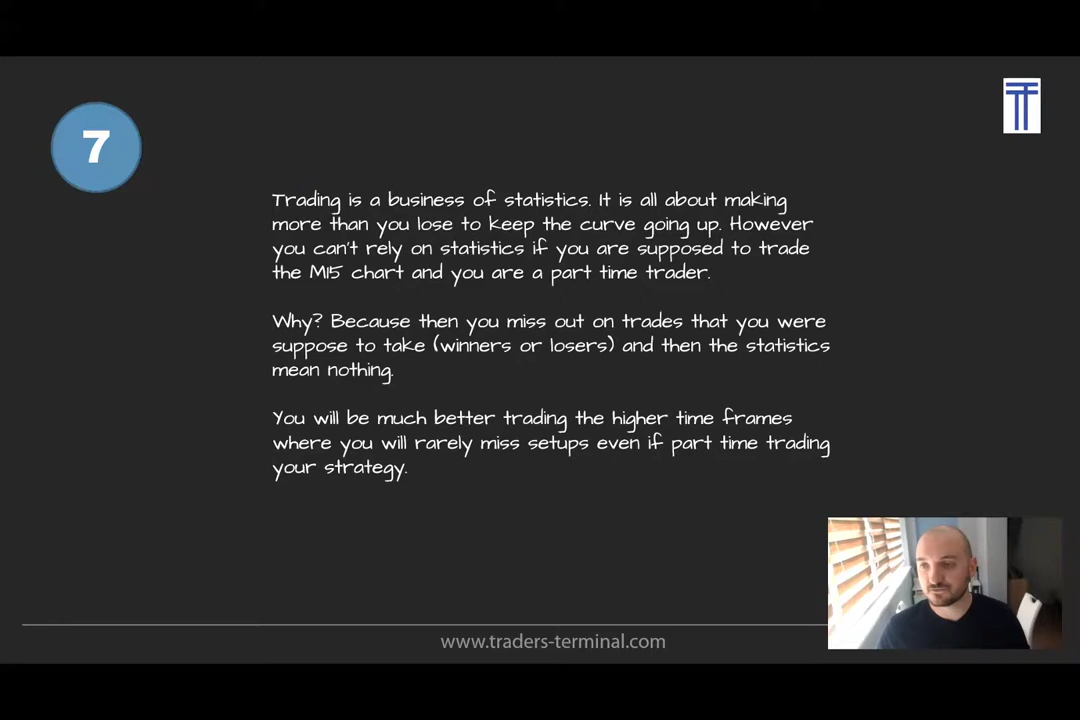 7
Trading is a business of statistics. It is all about making
more than you lose to keep the curve going up. However
you can't rely on statistics if you are supposed to trade
the M15 chart and you are a part time trader.
Why? Because then you miss out on trades that you were
suppose to take (winners or losers) and then the statistics
mean nothing.
You will be much better trading the higher time frames
where you will rarely miss setups even if part time trading
your strategy.
www.traders-terminal.com